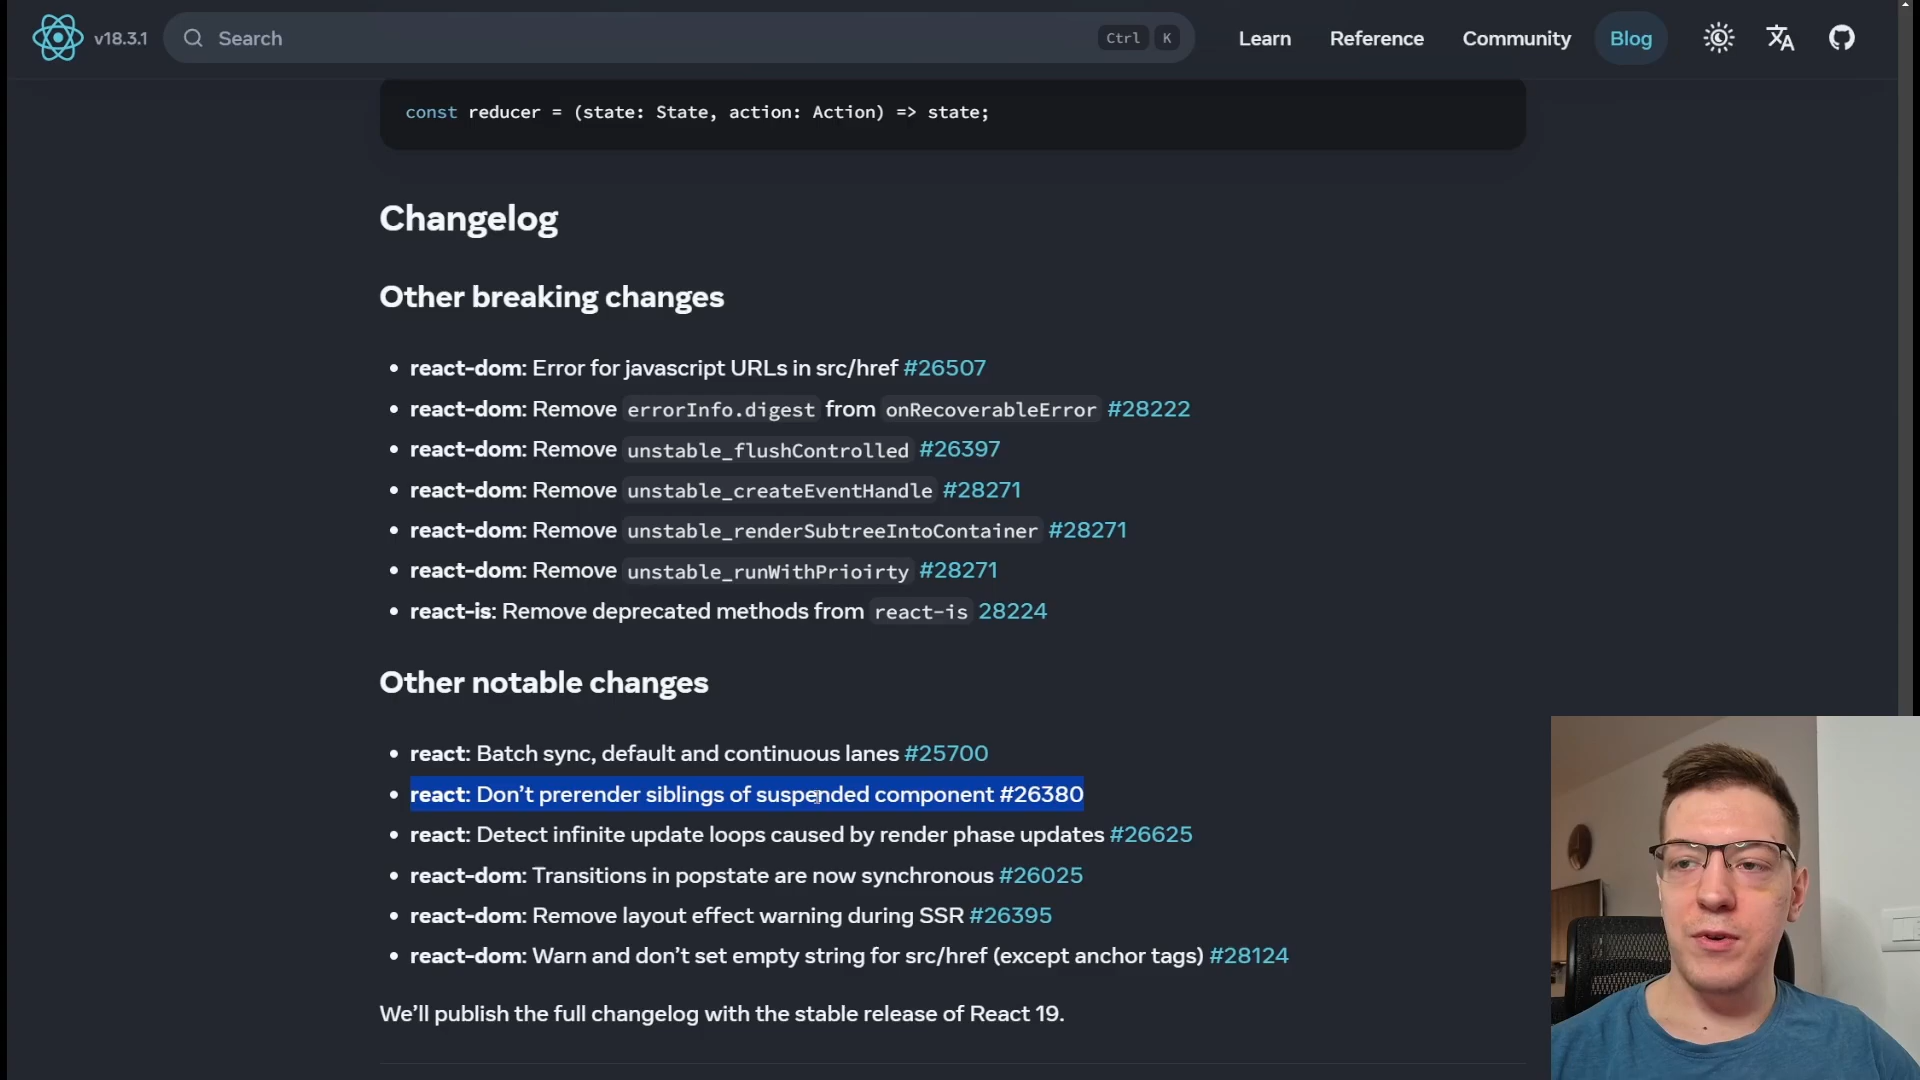 v18.3.1 Search Ctrl K Learn Reference Community Blog
const reducer = (state: State, action: Action) => state;
Changelog
Other breaking changes
• react-dom: Error for javascript URLs in src/href #26507
• react-dom: Remove errorInfo.digest from onRecoverableError #28222
• react-dom: Remove unstable_flushControlled #26397
• react-dom: Remove unstable_createEventHandle #28271
• react-dom: Remove unstable_renderSubtreeIntoContainer #28271
• react-dom: Remove unstable_runWithPrioirty #28271
• react-is: Remove deprecated methods from react-is 28224
Other notable changes
• react: Batch sync, default and continuous lanes #25700
• react: Don’t prerender siblings of suspended component #26380
• react: Detect infinite update loops caused by render phase updates #26625
• react-dom: Transitions in popstate are now synchronous #26025
• react-dom: Remove layout effect warning during SSR #26395
• react-dom: Warn and don’t set empty string for src/href (except anchor tags) #28124
We’ll publish the full changelog with the stable release of React 19.